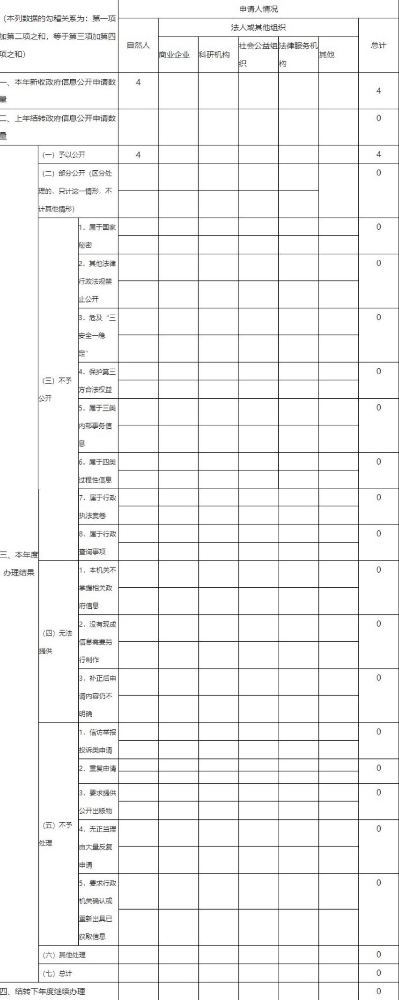 申请人情况
（本列数据的勾稽关系为：第一项
加第二项之和，等于第三项加第四
项之和）
法人或其他组织
自然人
总计
商业企业
科研机构
社会公益组
织
法律服务机
构
其他
一、本年新收政府信息公开申请数
量
4
4
二、上年结转政府信息公开申请数
量
0
三、本年度
办理结果
（一）予以公开
4
4
（二）部分公开（区分处
理的，只计这一情形，不
计其他情形）
0
（三）不予
公开
1．属于国家
秘密
0
2．其他法律
行政法规禁
止公开
0
3．危及“三
安全一稳
定”
0
4．保护第三
方合法权益
0
5．属于三类
内部事务信
息
0
6．属于四类
过程性信息
0
7．属于行政
执法案卷
0
8．属于行政
查询事项
0
（四）无法
提供
1．本机关不
掌握相关政
府信息
0
2．没有现成
信息需要另
行制作
0
3．补正后申
请内容仍不
明确
0
（五）不予
处理
1．信访举报
投诉类申请
0
2．重复申请
0
3．要求提供
公开出版物
0
4．无正当理
由大量反复
申请
0
5．要求行政
机关确认或
重新出具已
获取信息
0
（六）其他处理
0
（七）总计
0
四、结转下年度继续办理
0